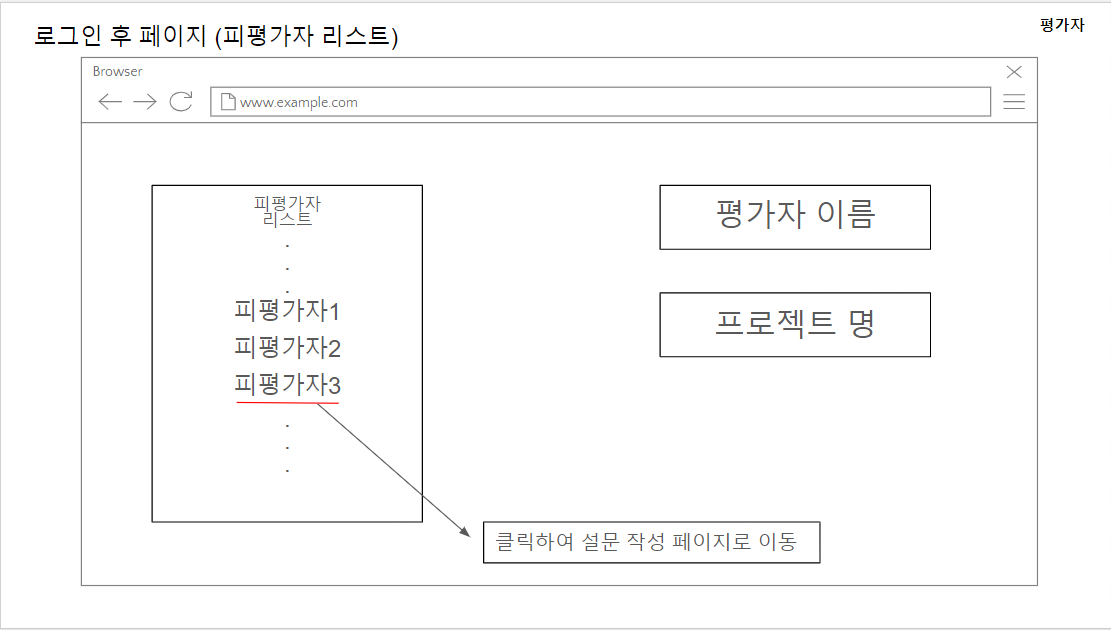 로그인 후 페이지 (피평가자 리스트)
평가자
Browser
www.example.com
피평가자
리스트
.
.
.
피평가자1
피평가자2
피평가자3
.
.
.
평가자 이름
프로젝트 명
클릭하여 설문 작성 페이지로 이동